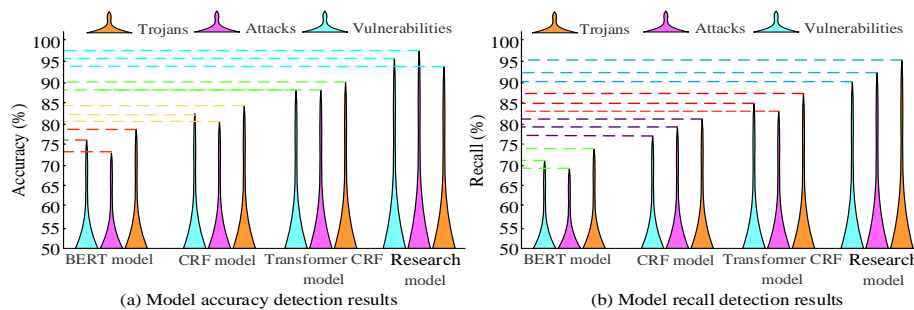 Trojans Attacks Vulnerabilities
100
95
90
85
80
75
70
65
60
55
50
Accuracy (%)
BERT model CRF model Transformer CRF model Research model
(a) Model accuracy detection results
Trojans Attacks Vulnerabilities
100
95
90
85
80
75
70
65
60
55
50
Recall (%)
BERT model CRF model Transformer CRF model Research model
(b) Model recall detection results